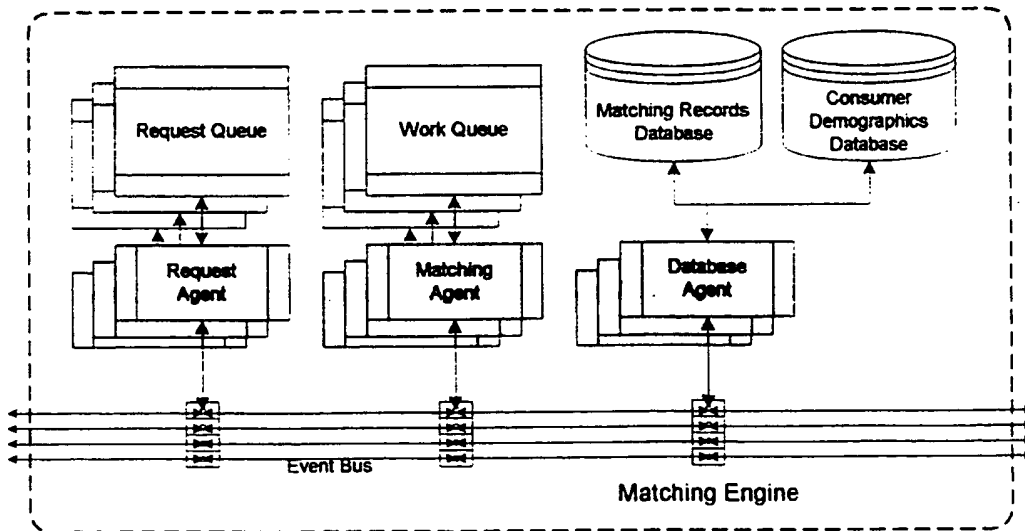 Request Queue
Work Queue
Matching Records
Database
Consumer
Demographics
Database
Request
Agent
Matching
Agent
Database
Agent
Event Bus
Matching Engine